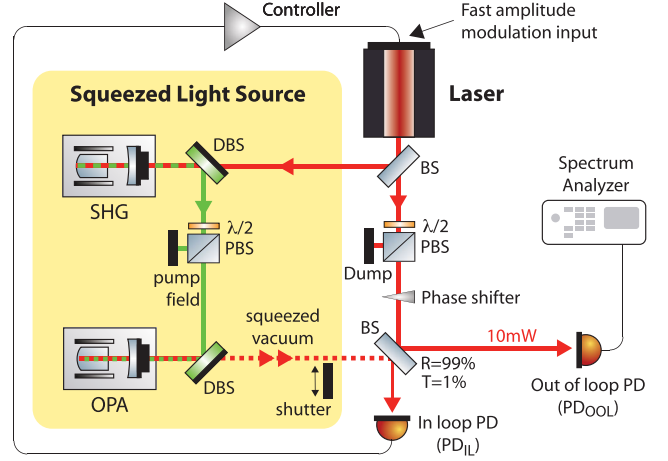 Controller
Fast amplitude
modulation input
Squeezed Light Source
Laser
DBS
BS
SHG
λ/2
PBS
pump
field
λ/2
PBS
Dump
Spectrum
Analyzer
Phase shifter
squeezed
vacuum
BS
10mW
R=99%
T=1%
DBS
OPA
shutter
In loop PD
(PDIL)
Out of loop PD
(PDOOL)